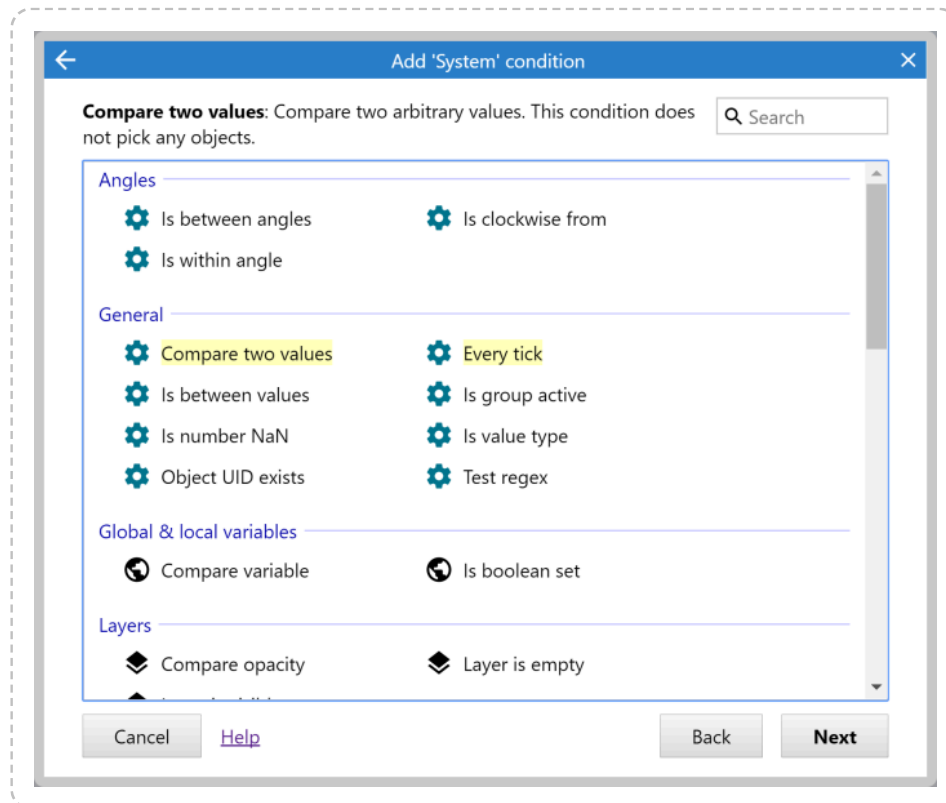 Add 'System' condition
Compare two values: Compare two arbitrary values. This condition does
not pick any objects.
Search
Angles
Is between angles
Is clockwise from
Is within angle
General
Compare two values
Every tick
Is between values
Is group active
Is number NaN
Is value type
Object UID exists
Test regex
Global & local variables
Compare variable
Is boolean set
Layers
Compare opacity
Layer is empty
Cancel
Help
Back
Next